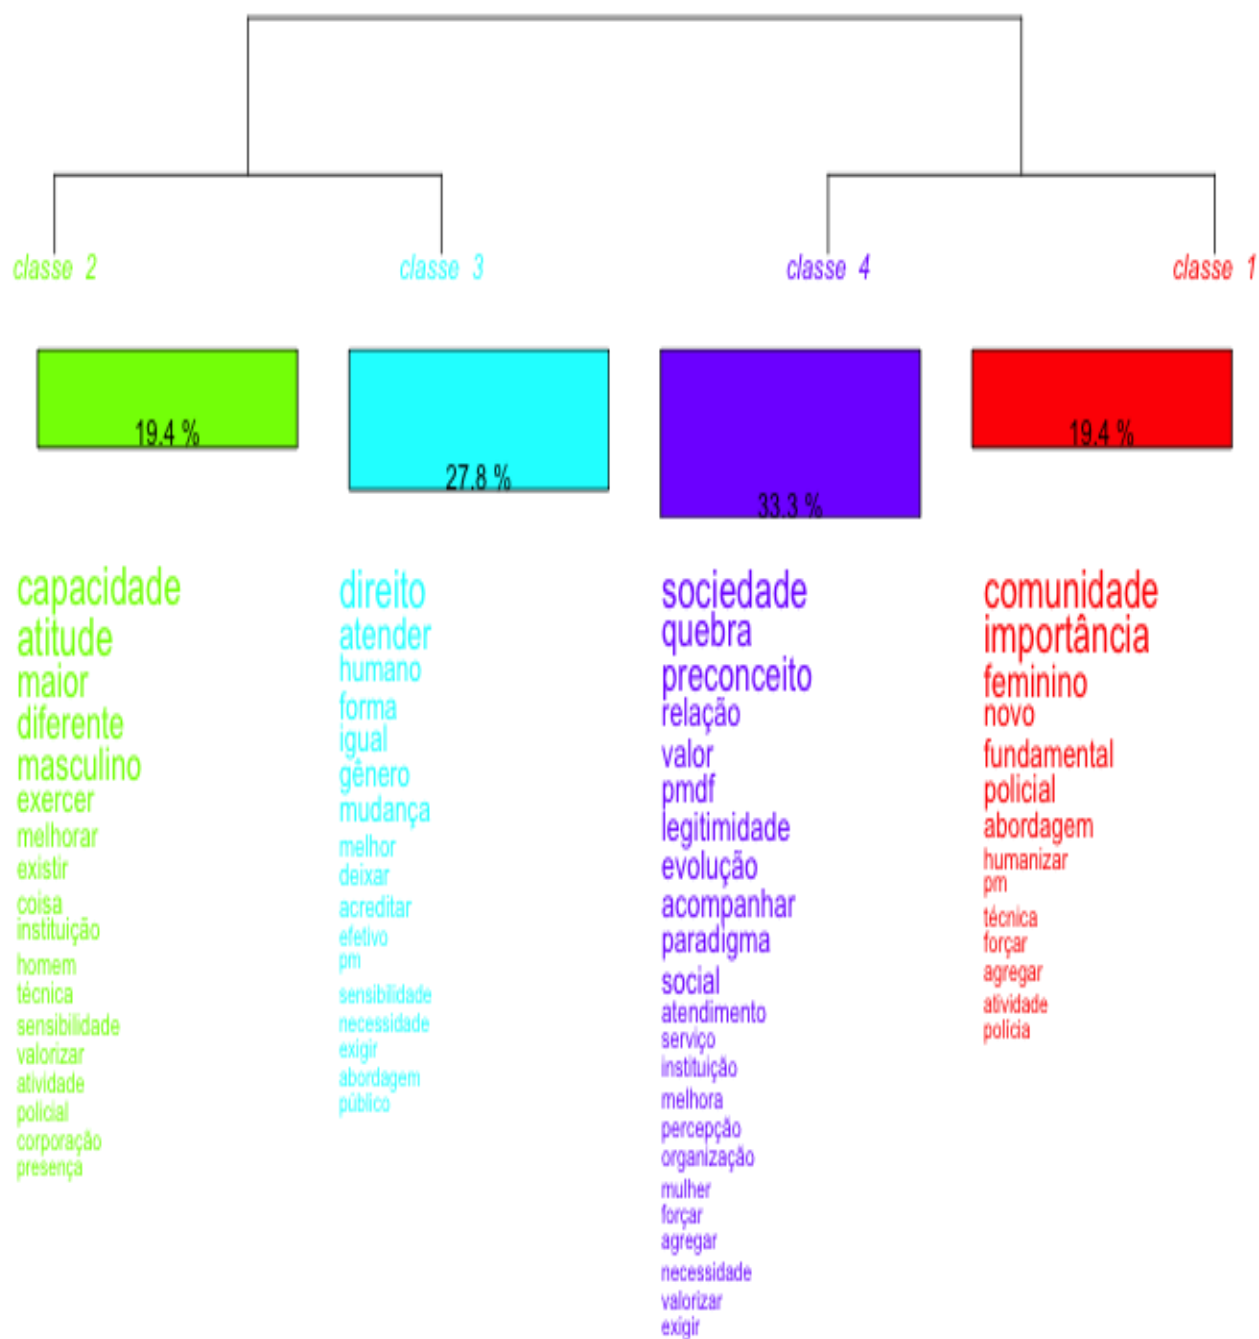 classe 2
classe 3
classe 4
classe 1
19.4 %
27.8 %
33.3 %
19.4 %
capacidade
atitude
maior
diferente
masculino
exercer
melhorar
existir
coisa
instituição
homem
técnica
sensibilidade
valorizar
atividade
policial
corporação
presença
direito
atender
humano
forma
igual
gênero
mudança
melhor
deixar
acreditar
efetivo
pm
sensibilidade
necessidade
exigir
abordagem
público
sociedade
quebra
preconceito
relação
valor
pmdf
legitimidade
evolução
acompanhar
paradigma
social
atendimento
serviço
instituição
melhora
percepção
organização
mulher
forçar
agregar
necessidade
valorizar
exigir
comunidade
importância
feminino
novo
fundamental
policial
abordagem
humanizar
pm
técnica
forçar
agregar
atividade
polícia